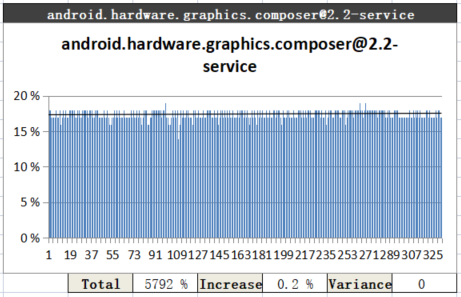 android.hardware.graphics.composer@2.2-service
android.hardware.graphics.composer@2.2-
service
20 %
15 %
10 %
5 %
0 %
1 19 37 55 73 91 109127145163181199217235253271289307325
Total 5792 % Increase 0.2 % Variance 0